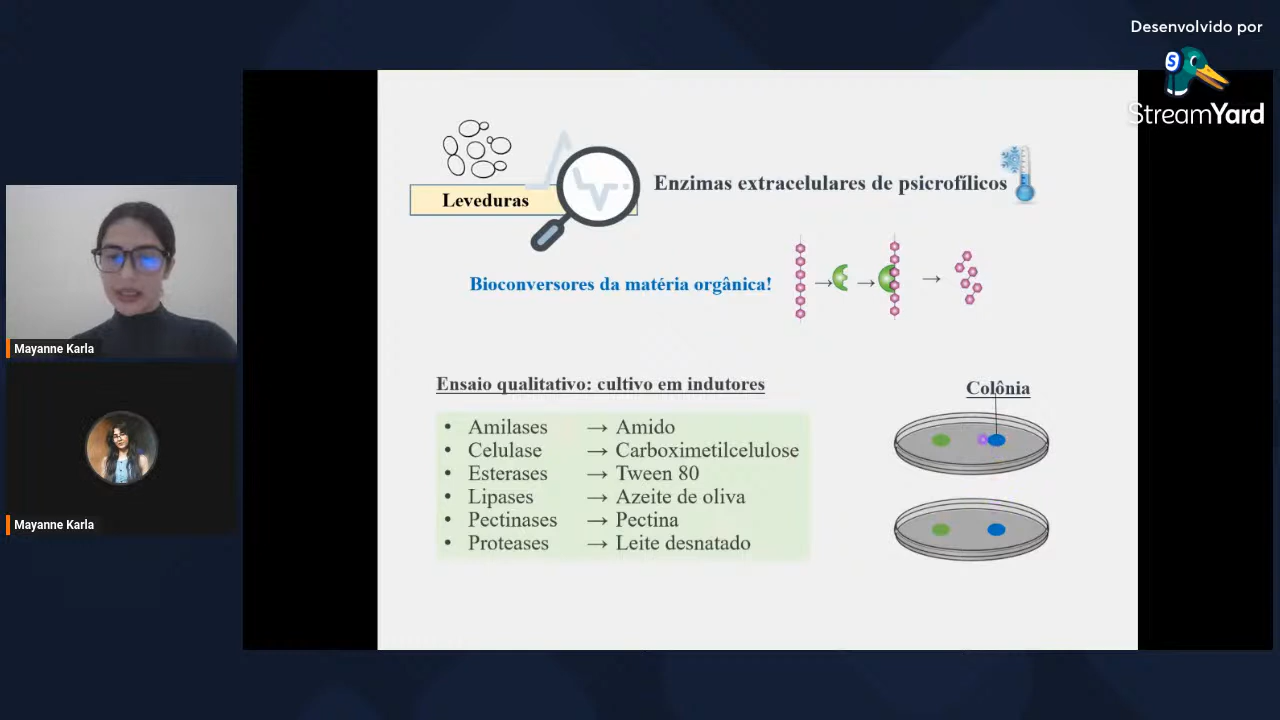 Desenvolvido por
StreamYard
Leveduras
Enzimas extracelulares de psicrofílicos
Bioconversores da matéria orgânica!
Mayanne Karla
Mayanne Karla
Ensaio qualitativo: cultivo em indutores
• Amilases → Amido
• Celulase → Carboximetilcelulose
• Esterases → Tween 80
• Lipases → Azeite de oliva
• Pectinases → Pectina
• Proteases → Leite desnatado
Colônia